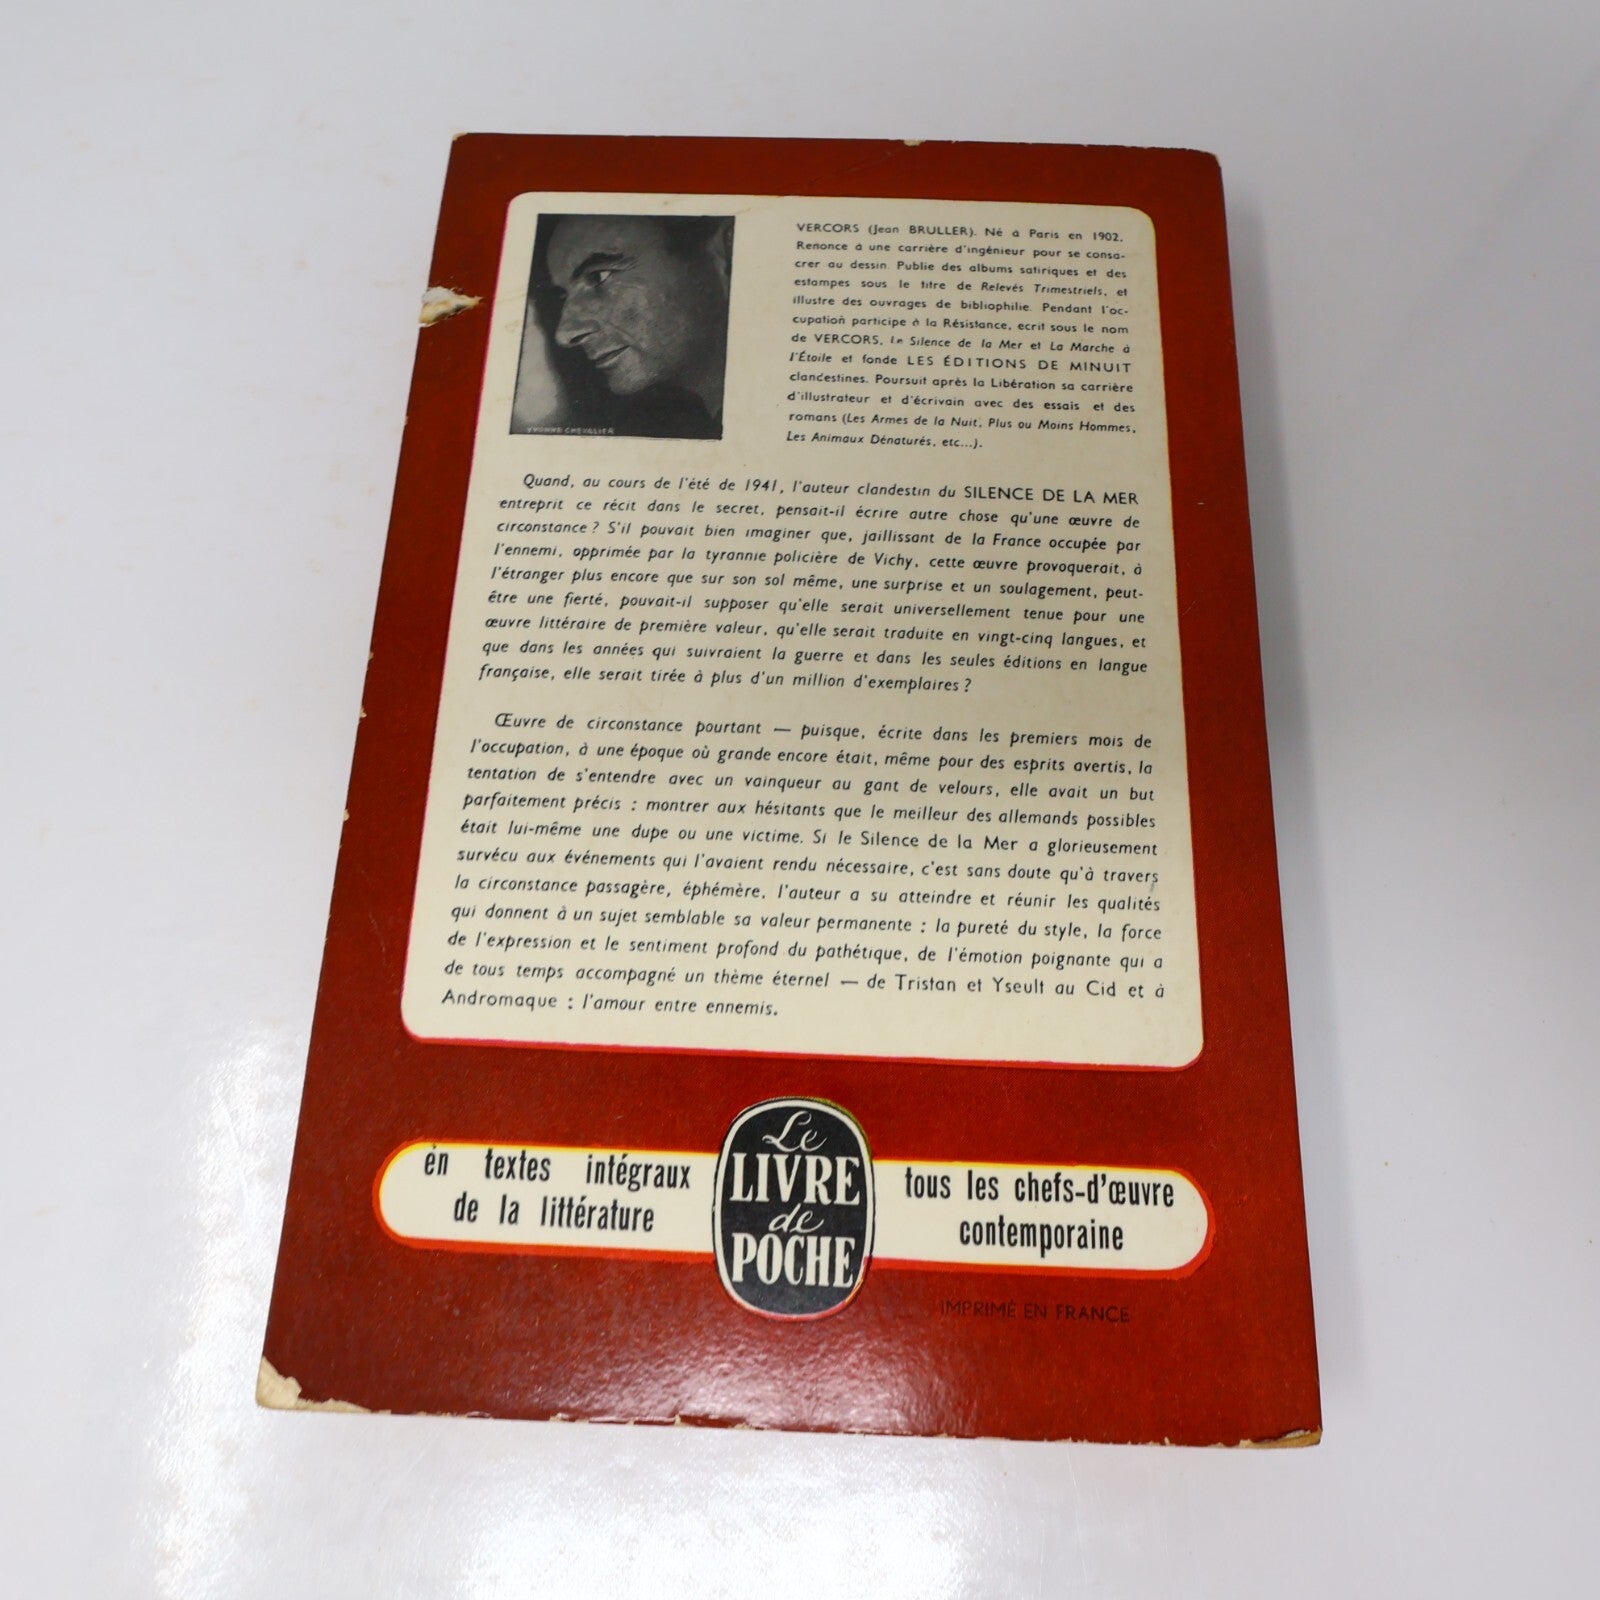 VERCORS (Jean BRULLER). Né à Paris en 1902.
Renonce à une carrière d'ingénieur pour se consa-
crer au dessin. Publie des albums satiriques et des
estampes sous le titre de Relevés Trimestriels, et
illustre des ouvrages de bibliophilie. Pendant l'oc-
cupation participe à la Résistance, ecrit sous le nom
de VERCORS, le Silence de la Mer et La Marche à
l'Étoile et fonde LES ÉDITIONS DE MINUIT
clandestines. Poursuit après la Libération sa carrière
d'illustrateur et d'écrivain avec des essais et des
romans (Les Armes de la Nuit, Plus ou Moins Hommes,
Les Animaux Dénaturés, etc...).
YVONNE CHEVALIER
Quand, au cours de l'été de 1941, l'auteur clandestin du SILENCE DE LA MER
entreprit ce récit dans le secret, pensait-il écrire autre chose qu'une œuvre de
circonstance ? S'il pouvait bien imaginer que, jaillissant de la France occupée par
l'ennemi, opprimée par la tyrannie policière de Vichy, cette œuvre provoquerait, à
l'étranger plus encore que sur son sol même, une surprise et un soulagement, peut-
être une fierté, pouvait-il supposer qu'elle serait universellement tenue pour une
œuvre littéraire de première valeur, qu'elle serait traduite en vingt-cinq langues, et
que dans les années qui suivraient la guerre et dans les seules éditions en langue
française, elle serait tirée à plus d'un million d'exemplaires ?
Œuvre de circonstance pourtant — puisque, écrite dans les premiers mois de
l'occupation, à une époque où grande encore était, même pour des esprits avertis, la
tentation de s'entendre avec un vainqueur au gant de velours, elle avait un but
parfaitement précis : montrer aux hésitants que le meilleur des allemands possibles
était lui-même une dupe ou une victime. Si le Silence de la Mer a glorieusement
survécu aux événements qui l'avaient rendu nécessaire, c'est sans doute qu'à travers
la circonstance passagère, éphémère, l'auteur a su atteindre et réunir les qualités
qui donnent à un sujet semblable sa valeur permanente : la pureté du style, la force
de l'expression et le sentiment profond du pathétique, de l'émotion poignante qui a
de tous temps accompagné un thème éternel — de Tristan et Yseult au Cid et à
Andromaque : l'amour entre ennemis.
en textes intégraux
de la littérature
Le
LIVRE
de
POCHE
tous les chefs-d'œuvre
contemporaine
IMPRIMÉ EN FRANCE